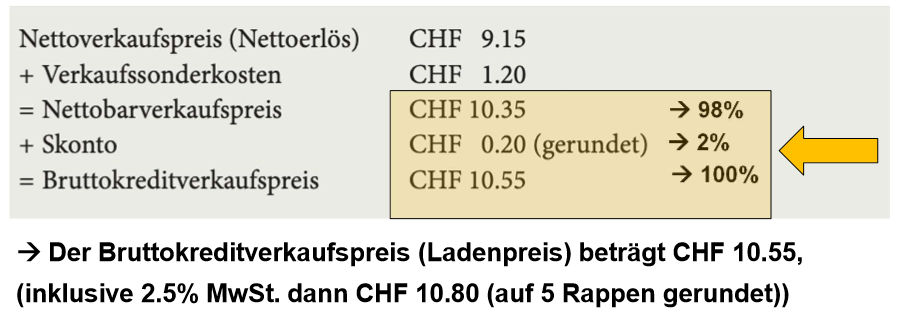 Nettoverkaufspreis (Nettoerlös) CHF 9.15
+ Verkaufssonderkosten CHF 1.20
= Nettobarverkaufspreis CHF 10.35 → 98%
+ Skonto CHF 0.20 (gerundet) → 2%
= Bruttokreditverkaufspreis CHF 10.55 → 100%
→ Der Bruttokreditverkaufspreis (Ladenpreis) beträgt CHF 10.55,
(inklusive 2.5% MwSt. dann CHF 10.80 (auf 5 Rappen gerundet))